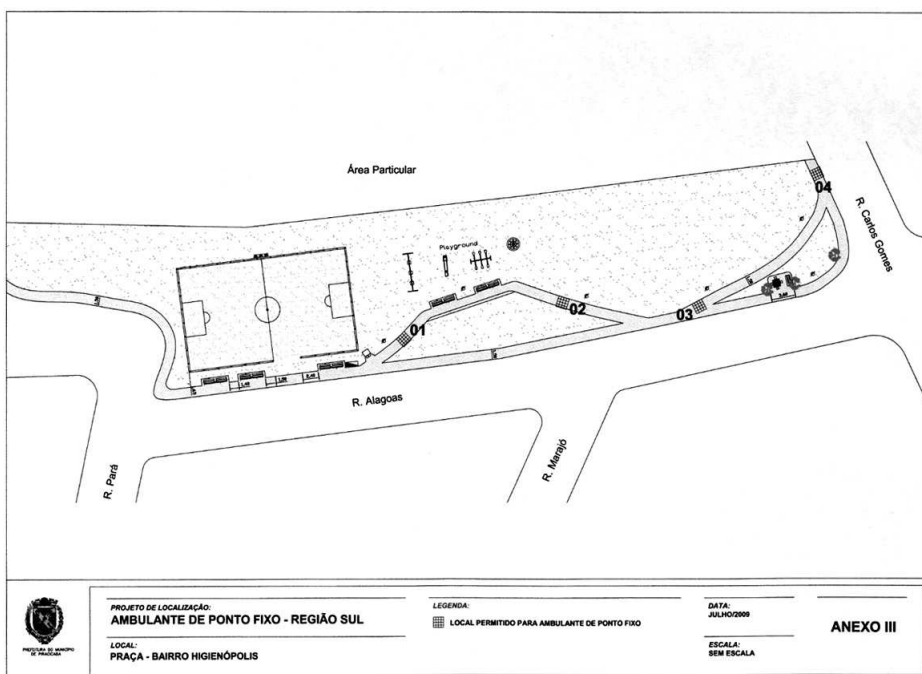 Área Particular
04
R. Carlos Gomes
Playground
01
02
03
R. Alagoas
R. Pará
R. Marajó
PREFEITURA DO MUNICÍPIO
DE PIRACICABA
PROJETO DE LOCALIZAÇÃO:
AMBULANTE DE PONTO FIXO - REGIÃO SUL
LOCAL:
PRAÇA - BAIRRO HIGIENÓPOLIS
LEGENDA:
LOCAL PERMITIDO PARA AMBULANTE DE PONTO FIXO
DATA:
JULHO/2009
ESCALA:
SEM ESCALA
ANEXO III